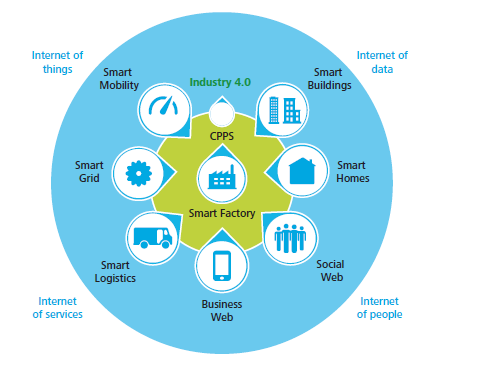 Internet of
things
Internet of
data
Industry 4.0
Smart
Mobility
Smart
Buildings
CPPS
Smart
Grid
Smart
Homes
Smart Factory
Smart
Logistics
Social
Web
Business
Web
Internet
of services
Internet
of people